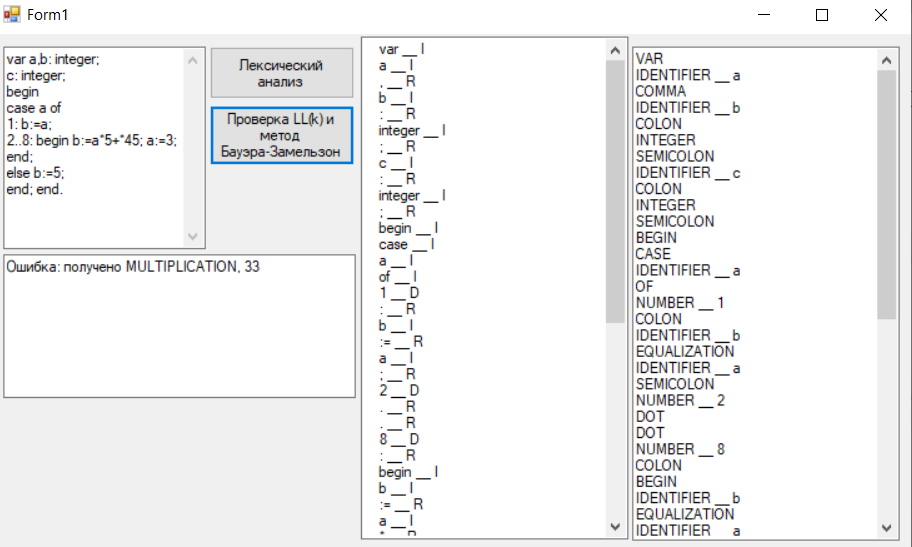 Form1
var a,b: integer;
c: integer;
begin
case a of
1: b:=a;
2..8: begin b:=a*5+*45; a:=3;
end;
else b:=5;
end; end.
Лексический
анализ
Проверка LL(k) и
метод
Бауэра-Замельзон
Ошибка: получено MULTIPLICATION, 33
var __ I
a __ I
, __ R
b __ I
: __ R
integer __ I
; __ R
c __ I
: __ R
integer __ I
; __ R
begin __ I
case __ I
a __ I
of __ I
1 __ D
: __ R
b __ I
:= __ R
a __ I
; __ R
2 __ D
. __ R
. __ R
8 __ D
: __ R
begin __ I
b __ I
:= __ R
a __ I
* __ R
VAR
IDENTIFIER __ a
COMMA
IDENTIFIER __ b
COLON
INTEGER
SEMICOLON
IDENTIFIER __ c
COLON
INTEGER
SEMICOLON
BEGIN
CASE
IDENTIFIER __ a
OF
NUMBER __ 1
COLON
IDENTIFIER __ b
EQUALIZATION
IDENTIFIER __ a
SEMICOLON
NUMBER __ 2
DOT
DOT
NUMBER __ 8
COLON
BEGIN
IDENTIFIER __ b
EQUALIZATION
IDENTIFIER __ a